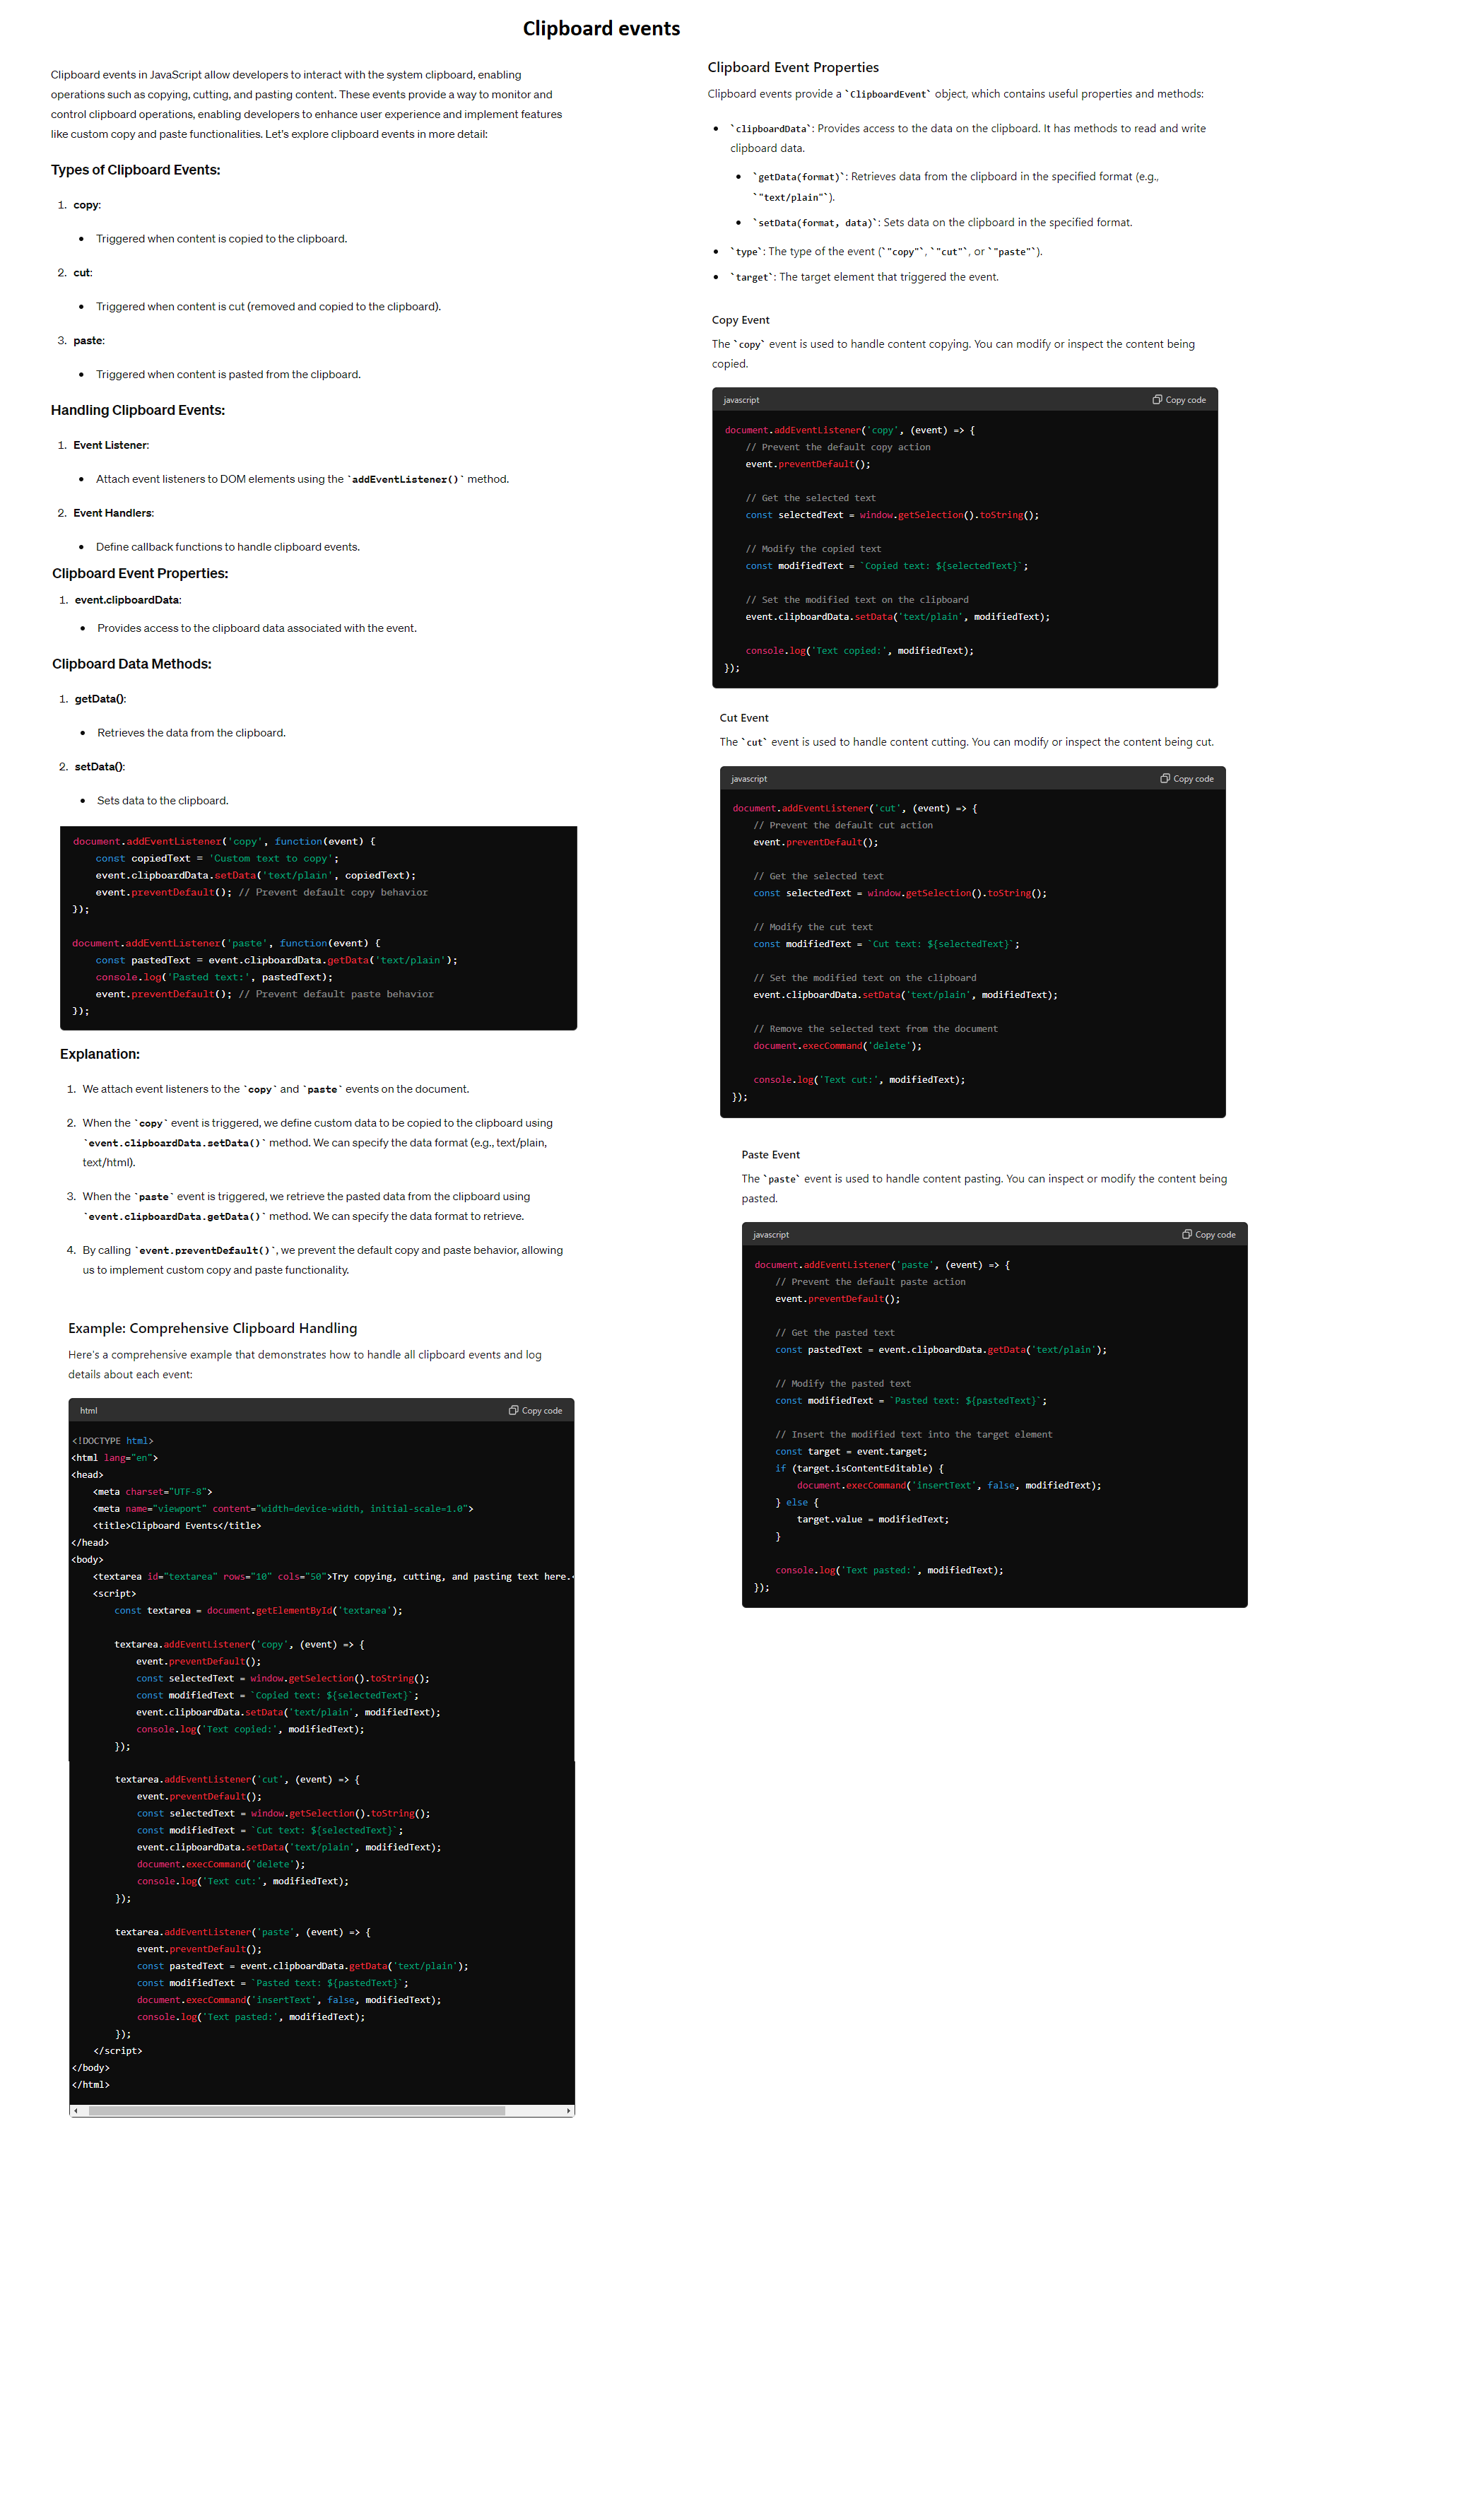 Clipboard events
Clipboard events in JavaScript allow developers to interact with the system clipboard, enabling
operations such as copying, cutting, and pasting content. These events provide a way to monitor and
control clipboard operations, enabling developers to enhance user experience and implement features
like custom copy and paste functionalities. Let's explore clipboard events in more detail:
Types of Clipboard Events:
1. copy:
• Triggered when content is copied to the clipboard.
2. cut:
• Triggered when content is cut (removed and copied to the clipboard).
3. paste:
• Triggered when content is pasted from the clipboard.
Handling Clipboard Events:
1. Event Listener:
• Attach event listeners to DOM elements using the `addEventListener()` method.
2. Event Handlers:
• Define callback functions to handle clipboard events.
Clipboard Event Properties:
1. event.clipboardData:
• Provides access to the clipboard data associated with the event.
Clipboard Data Methods:
1. getData():
• Retrieves the data from the clipboard.
2. setData():
• Sets data to the clipboard.
document.addEventListener('copy', function(event) {
    const copiedText = 'Custom text to copy';
    event.clipboardData.setData('text/plain', copiedText);
    event.preventDefault(); // Prevent default copy behavior
});
document.addEventListener('paste', function(event) {
    const pastedText = event.clipboardData.getData('text/plain');
    console.log('Pasted text:', pastedText);
    event.preventDefault(); // Prevent default paste behavior
});
Explanation:
1. We attach event listeners to the `copy` and `paste` events on the document.
2. When the `copy` event is triggered, we define custom data to be copied to the clipboard using
`event.clipboardData.setData()` method. We can specify the data format (e.g., text/plain,
text/html).
3. When the `paste` event is triggered, we retrieve the pasted data from the clipboard using
`event.clipboardData.getData()` method. We can specify the data format to retrieve.
4. By calling `event.preventDefault()`, we prevent the default copy and paste behavior, allowing
us to implement custom copy and paste functionality.
Example: Comprehensive Clipboard Handling
Here's a comprehensive example that demonstrates how to handle all clipboard events and log
details about each event:
html Copy code
<!DOCTYPE html>
<html lang="en">
<head>
    <meta charset="UTF-8">
    <meta name="viewport" content="width=device-width, initial-scale=1.0">
    <title>Clipboard Events</title>
</head>
<body>
    <textarea id="textarea" rows="10" cols="50">Try copying, cutting, and pasting text here.<
    <script>
        const textarea = document.getElementById('textarea');
        textarea.addEventListener('copy', (event) => {
            event.preventDefault();
            const selectedText = window.getSelection().toString();
            const modifiedText = `Copied text: ${selectedText}`;
            event.clipboardData.setData('text/plain', modifiedText);
            console.log('Text copied:', modifiedText);
        });
        textarea.addEventListener('cut', (event) => {
            event.preventDefault();
            const selectedText = window.getSelection().toString();
            const modifiedText = `Cut text: ${selectedText}`;
            event.clipboardData.setData('text/plain', modifiedText);
            document.execCommand('delete');
            console.log('Text cut:', modifiedText);
        });
        textarea.addEventListener('paste', (event) => {
            event.preventDefault();
            const pastedText = event.clipboardData.getData('text/plain');
            const modifiedText = `Pasted text: ${pastedText}`;
            document.execCommand('insertText', false, modifiedText);
            console.log('Text pasted:', modifiedText);
        });
    </script>
</body>
</html>
Clipboard Event Properties
Clipboard events provide a `ClipboardEvent` object, which contains useful properties and methods:
• `clipboardData`: Provides access to the data on the clipboard. It has methods to read and write
clipboard data.
• `getData(format)`: Retrieves data from the clipboard in the specified format (e.g.,
`"text/plain"`).
• `setData(format, data)`: Sets data on the clipboard in the specified format.
• `type`: The type of the event (`"copy"`, `"cut"`, or `"paste"`).
• `target`: The target element that triggered the event.
Copy Event
The `copy` event is used to handle content copying. You can modify or inspect the content being
copied.
javascript Copy code
document.addEventListener('copy', (event) => {
    // Prevent the default copy action
    event.preventDefault();
    // Get the selected text
    const selectedText = window.getSelection().toString();
    // Modify the copied text
    const modifiedText = `Copied text: ${selectedText}`;
    // Set the modified text on the clipboard
    event.clipboardData.setData('text/plain', modifiedText);
    console.log('Text copied:', modifiedText);
});
Cut Event
The `cut` event is used to handle content cutting. You can modify or inspect the content being cut.
javascript Copy code
document.addEventListener('cut', (event) => {
    // Prevent the default cut action
    event.preventDefault();
    // Get the selected text
    const selectedText = window.getSelection().toString();
    // Modify the cut text
    const modifiedText = `Cut text: ${selectedText}`;
    // Set the modified text on the clipboard
    event.clipboardData.setData('text/plain', modifiedText);
    // Remove the selected text from the document
    document.execCommand('delete');
    console.log('Text cut:', modifiedText);
});
Paste Event
The `paste` event is used to handle content pasting. You can inspect or modify the content being
pasted.
javascript Copy code
document.addEventListener('paste', (event) => {
    // Prevent the default paste action
    event.preventDefault();
    // Get the pasted text
    const pastedText = event.clipboardData.getData('text/plain');
    // Modify the pasted text
    const modifiedText = `Pasted text: ${pastedText}`;
    // Insert the modified text into the target element
    const target = event.target;
    if (target.isContentEditable) {
        document.execCommand('insertText', false, modifiedText);
    } else {
        target.value = modifiedText;
    }
    console.log('Text pasted:', modifiedText);
});